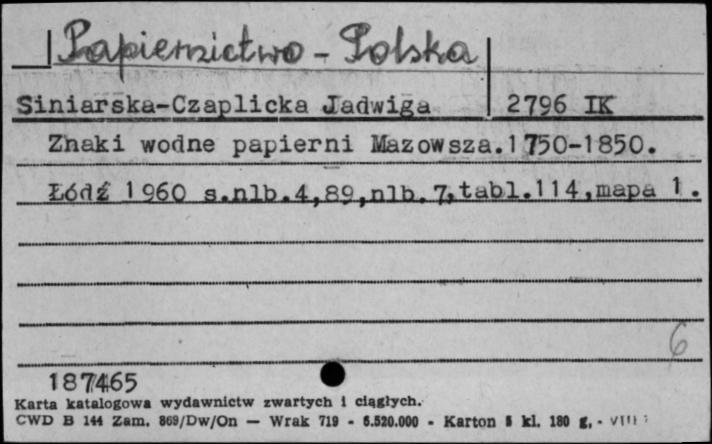 Papiernictwo - Polska
Siniarska-Czaplicka Jadwiga 2796 IK
Znaki wodne papierni Mazowsza.1750-1850.
Łódź 1960 s.nlb.4,89,nlb.7,tabl.114,mapa 1.
6
187465
Karta katalogowa wydawnictw zwartych i ciągłych.
CWD B 144 Zam. 869/Dw/On — Wrak 719 - 6.520.000 - Karton kl. 180 g. -